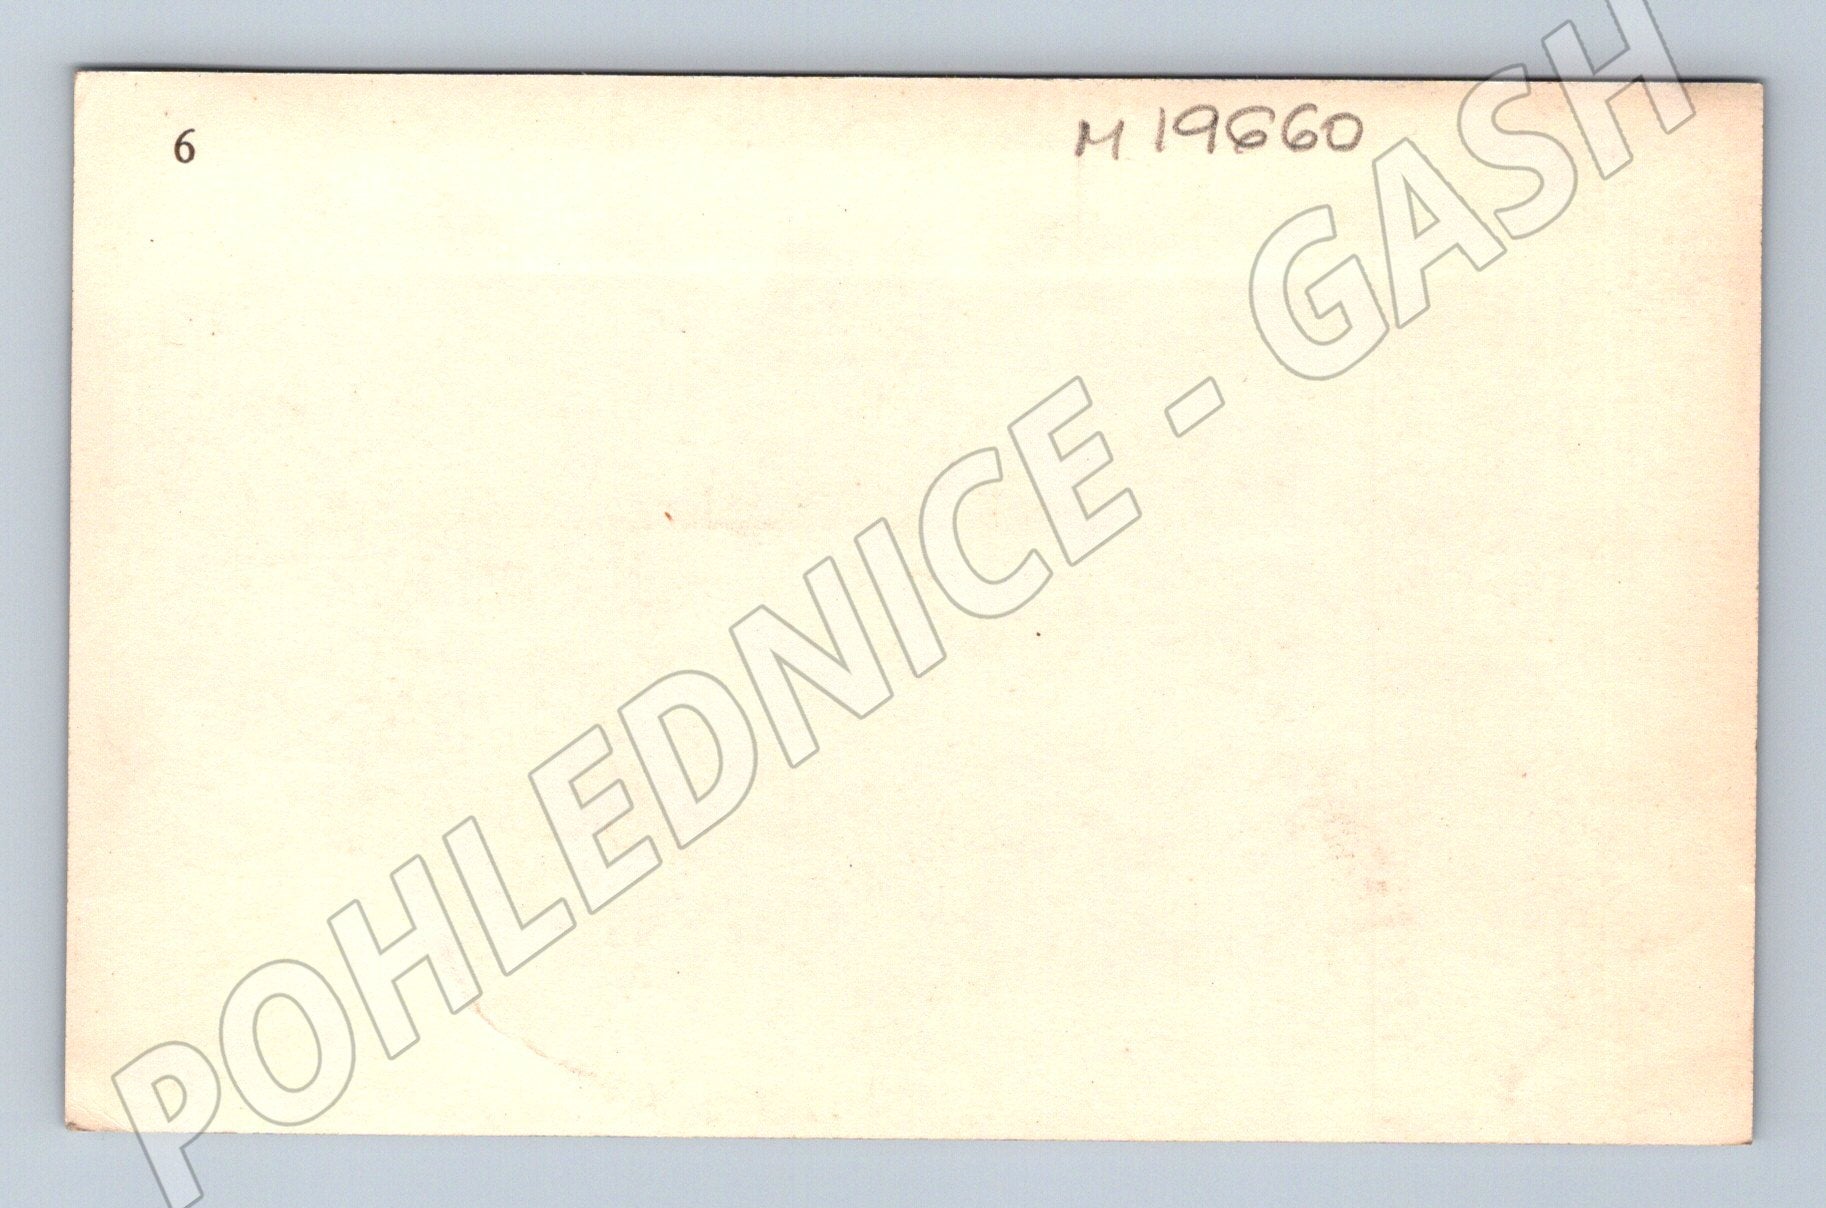 6
M 19660
POHLEDNICE - GASH